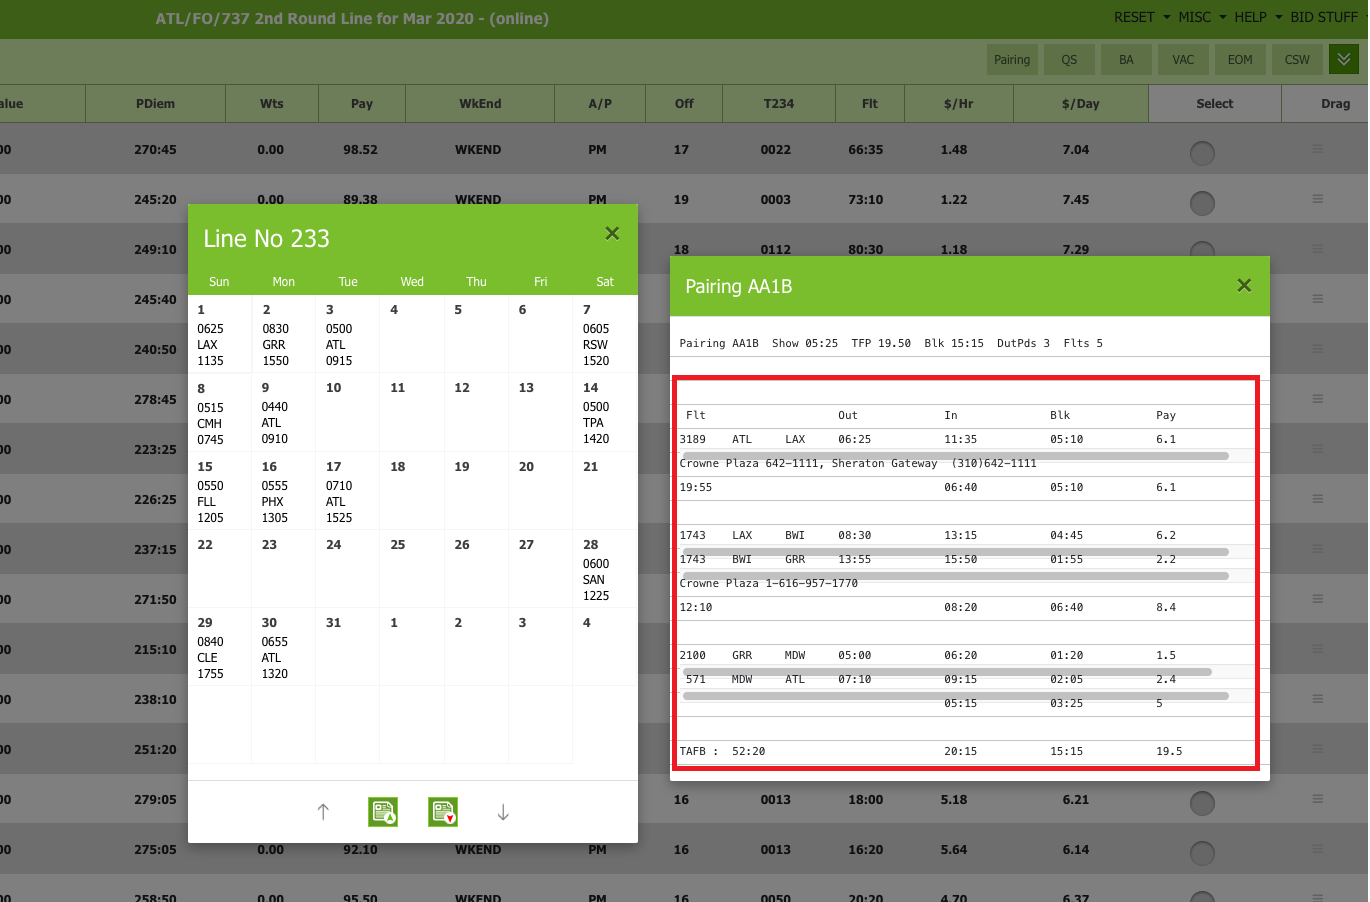 ATL/FO/737 2nd Round Line for Mar 2020 - (online)
RESET MISC HELP BID STUFF
Pairing QS BA VAC EOM CSW
alue PDiem Wts Pay WkEnd A/P Off T234 Flt $/Hr $/Day Select Drag
00 270:45 0.00 98.52 WKEND PM 17 0022 66:35 1.48 7.04
00 245:20 0.00 89.38 WKEND PM 19 0003 73:10 1.22 7.45
00 249:10 18 0112 80:30 1.18 7.29
00 245:40
00 240:50
00 278:45
00 223:25
00 226:25
00 237:15
00 271:50
00 215:10
00 238:10
00 251:20
00 279:05 16 0013 18:00 5.18 6.21
00 275:05 0.00 92.10 WKEND PM 16 0013 16:20 5.64 6.14
00 258:50 0.00 95.50 WKEND PM 16 0050 20:20 4.70 6.37
Line No 233
Sun Mon Tue Wed Thu Fri Sat
1 2 3 4 5 6 7
0625 0830 0500 0605
LAX GRR ATL RSW
1135 1550 0915 1520
8 9 10 11 12 13 14
0515 0440 0500
CMH ATL TPA
0745 0910 1420
15 16 17 18 19 20 21
0550 0555 0710
FLL PHX ATL
1205 1305 1525
22 23 24 25 26 27 28
0600
SAN
1225
29 30 31 1 2 3 4
0840 0655
CLE ATL
1755 1320
Pairing AA1B
Pairing AA1B Show 05:25 TFP 19.50 Blk 15:15 DutPds 3 Flts 5
Flt Out In Blk Pay
3189 ATL LAX 06:25 11:35 05:10 6.1
Crowne Plaza 642-1111, Sheraton Gateway (310)642-1111
19:55 06:40 05:10 6.1
1743 LAX BWI 08:30 13:15 04:45 6.2
1743 BWI GRR 13:55 15:50 01:55 2.2
Crowne Plaza 1-616-957-1770
12:10 08:20 06:40 8.4
2100 GRR MDW 05:00 06:20 01:20 1.5
571 MDW ATL 07:10 09:15 02:05 2.4
05:15 03:25 5
TAFB : 52:20 20:15 15:15 19.5